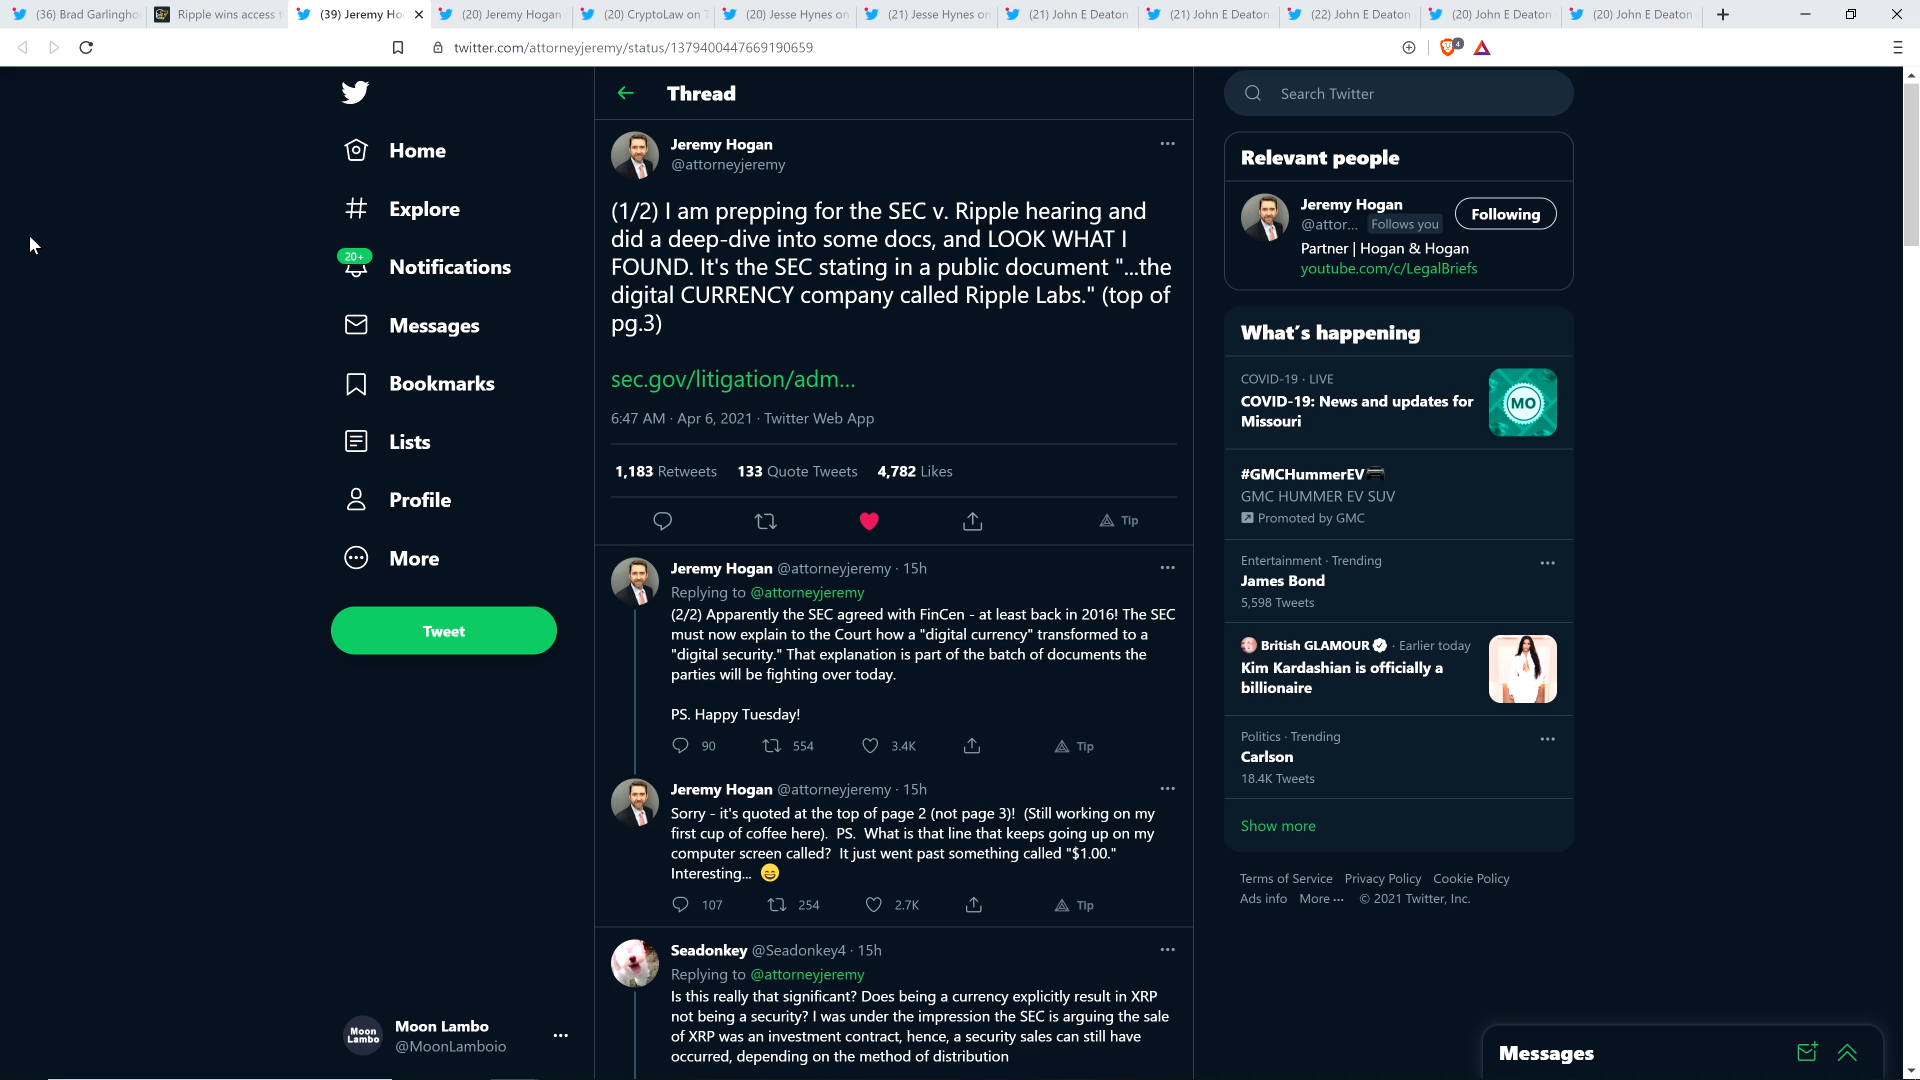 (36) Brad Garlingho
Ripple wins access t
(39) Jeremy Ho
(20) Jeremy Hogan
(20) CryptoLaw on T
(20) Jesse Hynes on
(21) Jesse Hynes on
(21) John E Deaton
(21) John E Deaton
(22) John E Deaton
(20) John E Deaton
(20) John E Deaton
twitter.com/attorneyjeremy/status/1379400447669190659
4
Home
Explore
20+
Notifications
Messages
Bookmarks
Lists
Profile
More
Tweet
Moon Lambo
Moon Lambo
@MoonLamboio
Thread
Jeremy Hogan
@attorneyjeremy
(1/2) I am prepping for the SEC v. Ripple hearing and
did a deep-dive into some docs, and LOOK WHAT I
FOUND. It's the SEC stating in a public document "...the
digital CURRENCY company called Ripple Labs." (top of
pg.3)
sec.gov/litigation/adm...
6:47 AM · Apr 6, 2021 · Twitter Web App
1,183 Retweets 133 Quote Tweets 4,782 Likes
Tip
Jeremy Hogan @attorneyjeremy · 15h
Replying to @attorneyjeremy
(2/2) Apparently the SEC agreed with FinCen - at least back in 2016! The SEC
must now explain to the Court how a "digital currency" transformed to a
"digital security." That explanation is part of the batch of documents the
parties will be fighting over today.
PS. Happy Tuesday!
90 554 3.4K Tip
Jeremy Hogan @attorneyjeremy · 15h
Sorry - it's quoted at the top of page 2 (not page 3)! (Still working on my
first cup of coffee here). PS. What is that line that keeps going up on my
computer screen called? It just went past something called "$1.00."
Interesting... 😄
107 254 2.7K Tip
Seadonkey @Seadonkey4 · 15h
Replying to @attorneyjeremy
Is this really that significant? Does being a currency explicitly result in XRP
not being a security? I was under the impression the SEC is arguing the sale
of XRP was an investment contract, hence, a security sales can still have
occurred, depending on the method of distribution
Search Twitter
Relevant people
Jeremy Hogan
@attor... Follows you
Following
Partner | Hogan & Hogan
youtube.com/c/LegalBriefs
What's happening
COVID-19 · LIVE
COVID-19: News and updates for
Missouri
MO
#GMCHummerEV
GMC HUMMER EV SUV
Promoted by GMC
Entertainment · Trending
James Bond
5,598 Tweets
British GLAMOUR · Earlier today
Kim Kardashian is officially a
billionaire
Politics · Trending
Carlson
18.4K Tweets
Show more
Terms of Service Privacy Policy Cookie Policy
Ads info More ··· © 2021 Twitter, Inc.
Messages